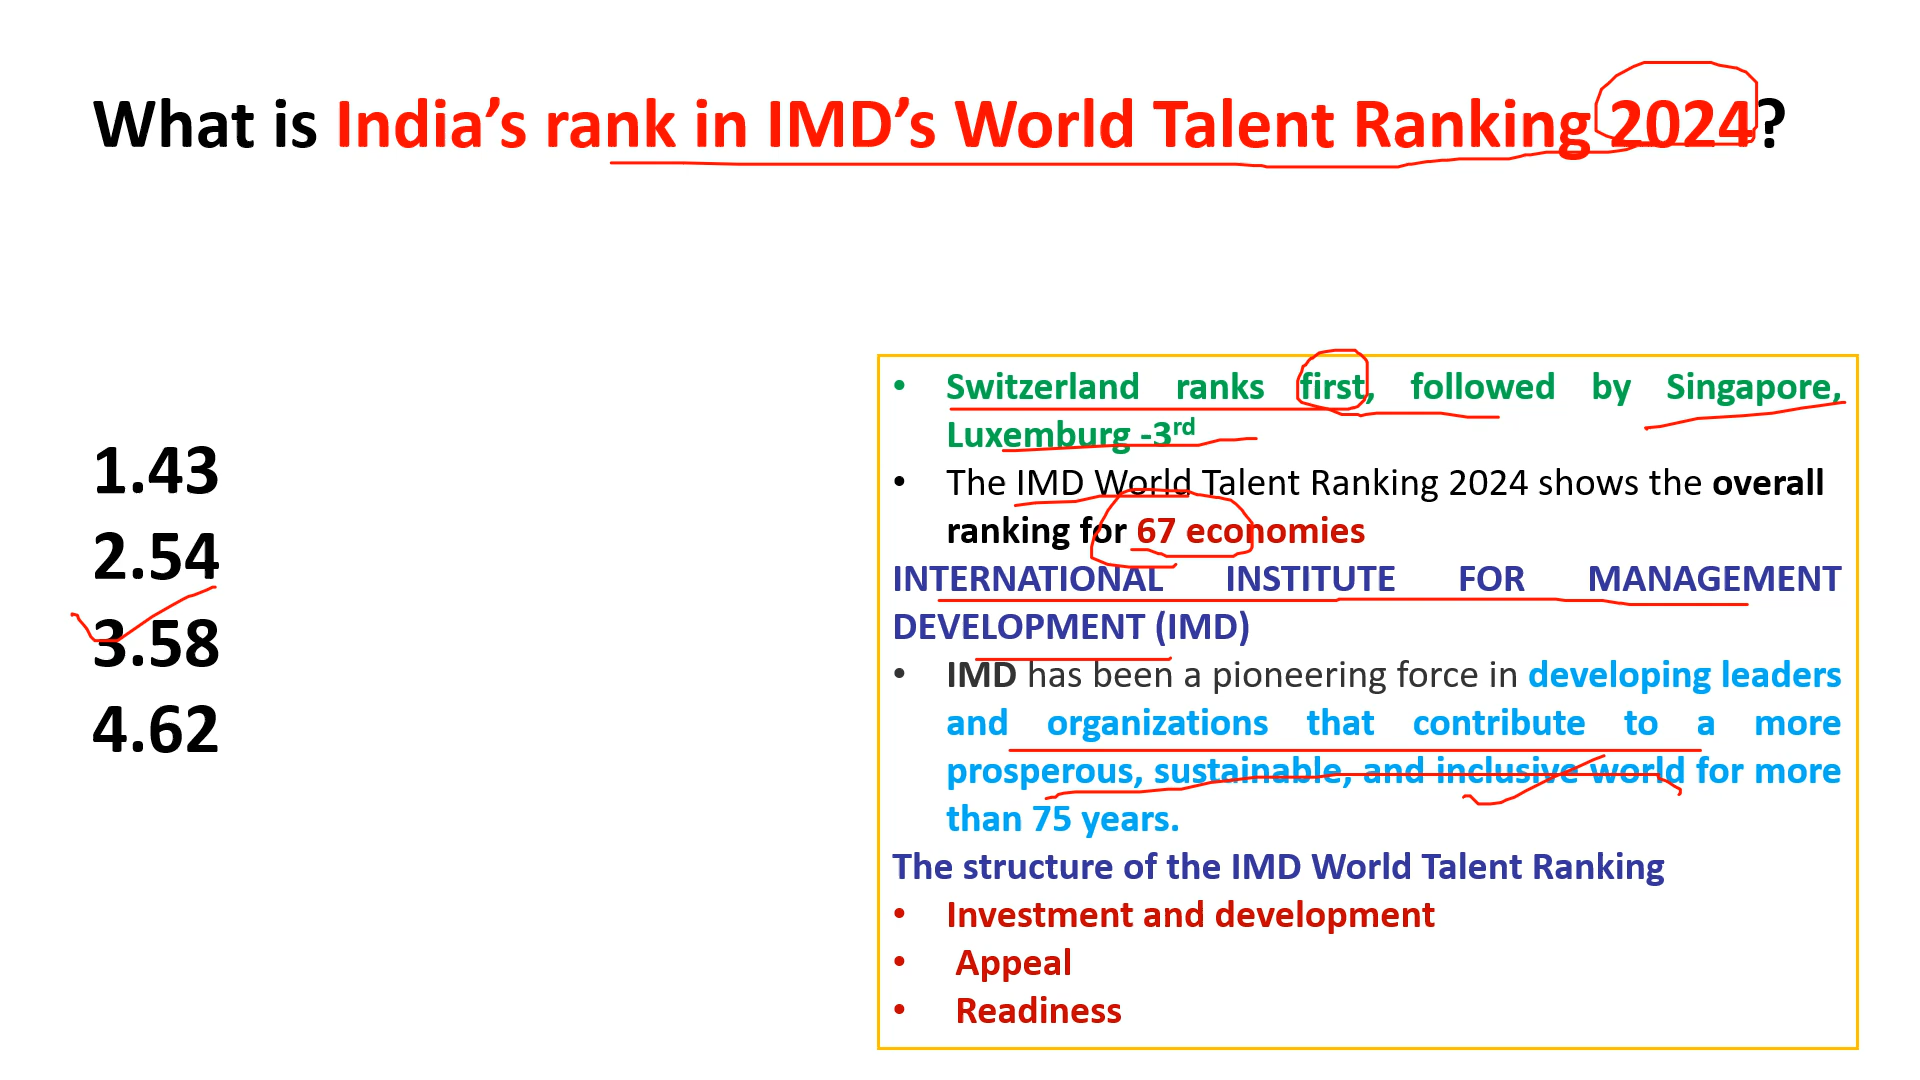 What is India’s rank in IMD’s World Talent Ranking 2024?
1.43
2.54
3.58
4.62
• Switzerland ranks first, followed by Singapore,
Luxemburg -3rd
• The IMD World Talent Ranking 2024 shows the overall
ranking for 67 economies
INTERNATIONAL INSTITUTE FOR MANAGEMENT
DEVELOPMENT (IMD)
• IMD has been a pioneering force in developing leaders
and organizations that contribute to a more
prosperous, sustainable, and inclusive world for more
than 75 years.
The structure of the IMD World Talent Ranking
• Investment and development
• Appeal
• Readiness